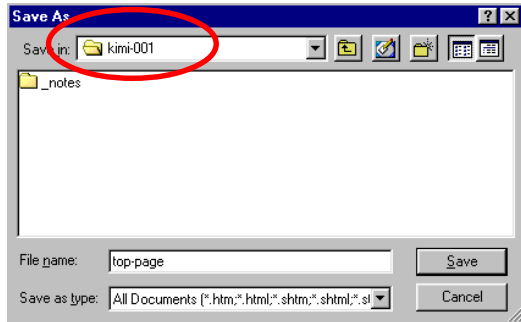 Save As
Save in: kimi-001
_notes
File name: top-page Save
Save as type: All Documents (*.htm;*.html;*.shtm;*.shtml;*.sl Cancel